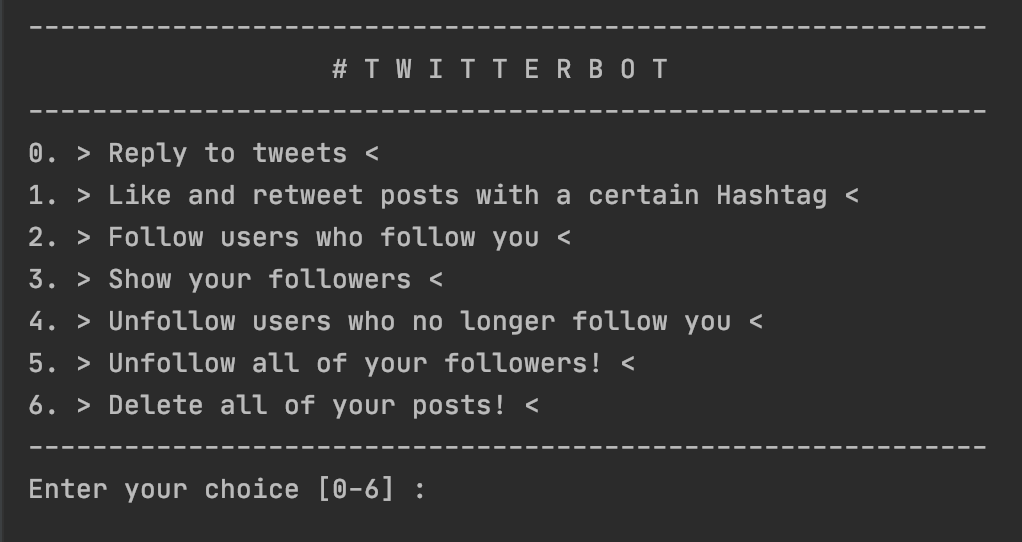 ------------------------------------------------------------
# T W I T T E R B O T
------------------------------------------------------------
0. > Reply to tweets <
1. > Like and retweet posts with a certain Hashtag <
2. > Follow users who follow you <
3. > Show your followers <
4. > Unfollow users who no longer follow you <
5. > Unfollow all of your followers! <
6. > Delete all of your posts! <
------------------------------------------------------------
Enter your choice [0-6] :